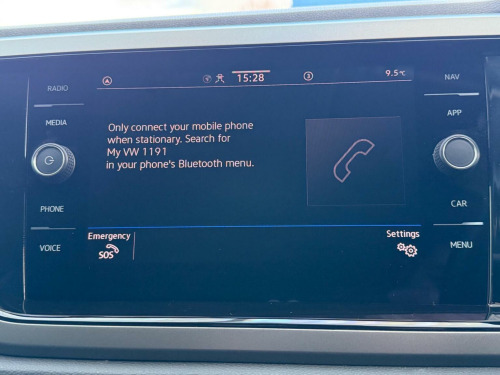 RADIO
MEDIA
PHONE
VOICE
15:28
3
9.5°C
Only connect your mobile phone
when stationary. Search for
My VW 1191
in your phone's Bluetooth menu.
Emergency
SOS
Settings
NAV
APP
CAR
MENU